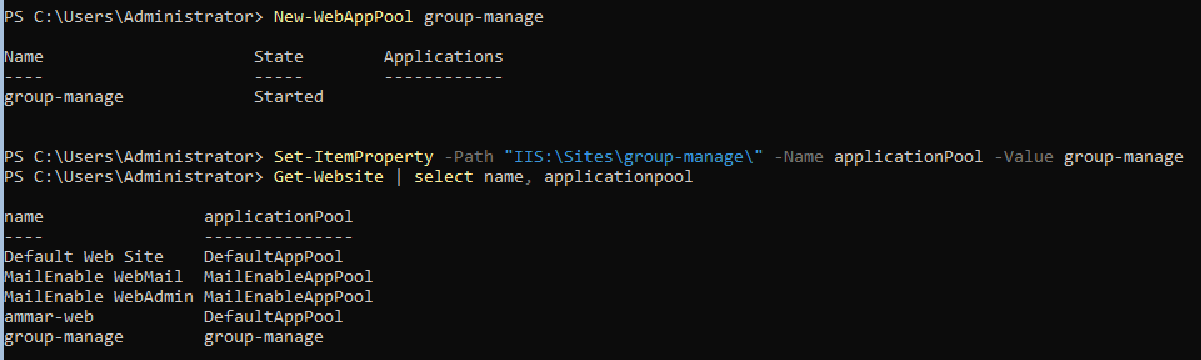 PS C:\Users\Administrator> New-WebAppPool group-manage
Name State Applications
---- ----- ------------
group-manage Started
PS C:\Users\Administrator> Set-ItemProperty -Path "IIS:\Sites\group-manage\" -Name applicationPool -Value group-manage
PS C:\Users\Administrator> Get-Website | select name, applicationpool
name applicationPool
---- ---------------
Default Web Site DefaultAppPool
MailEnable WebMail MailEnableAppPool
MailEnable WebAdmin MailEnableAppPool
ammar-web DefaultAppPool
group-manage group-manage